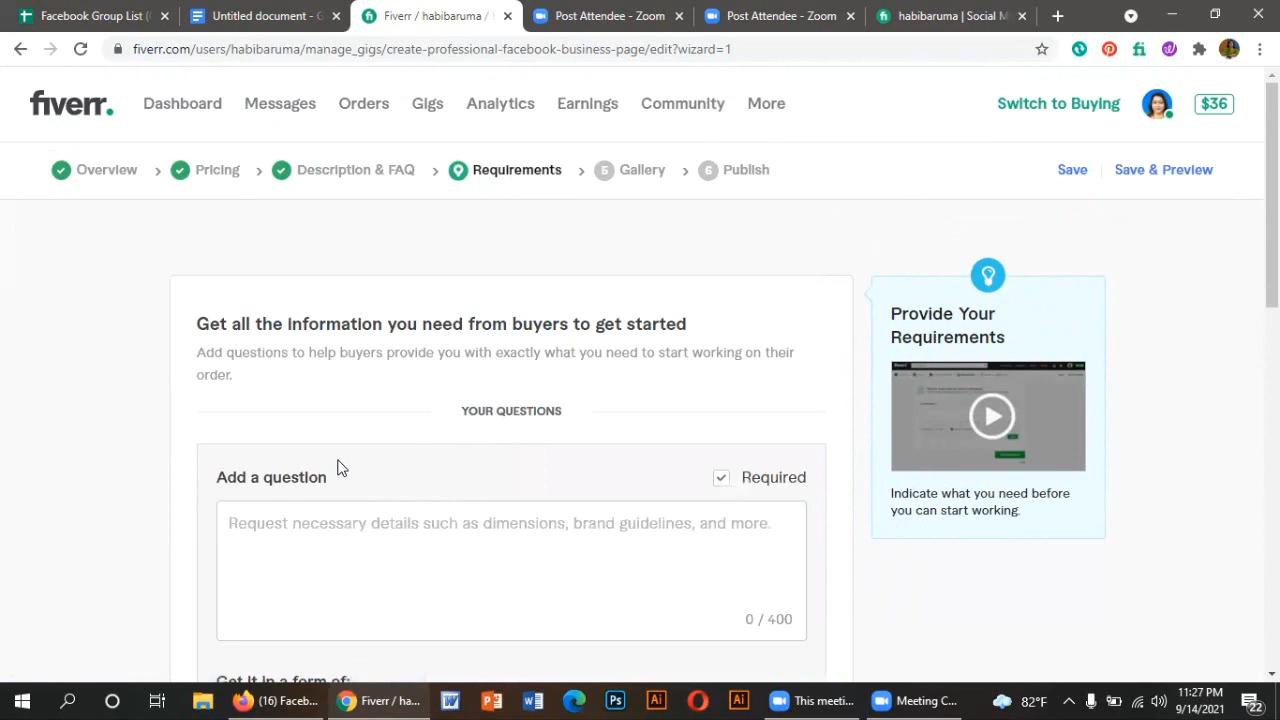 Facebook Group List (
Untitled document - G
Fiverr / habibaruma /
Post Attendee - Zoom
Post Attendee - Zoom
habibaruma | Social M
fiverr.com/users/habibaruma/manage_gigs/create-professional-facebook-business-page/edit?wizard=1
fiverr.
Dashboard
Messages
Orders
Gigs
Analytics
Earnings
Community
More
Switch to Buying
$36
Overview
Pricing
Description & FAQ
Requirements
5 Gallery
6 Publish
Save
Save & Preview
Get all the information you need from buyers to get started
Add questions to help buyers provide you with exactly what you need to start working on their
order.
YOUR QUESTIONS
Add a question
Required
Request necessary details such as dimensions, brand guidelines, and more.
0 / 400
Get it in a form of:
Provide Your
Requirements
Indicate what you need before
you can start working.
(16) Faceb...
Fiverr / ha...
This meeti...
Meeting C...
82°F
11:27 PM
9/14/2021
22